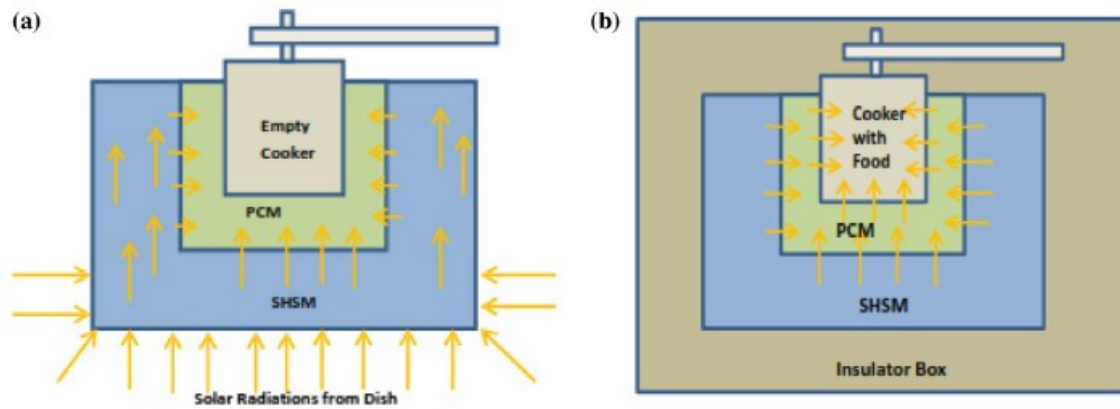 (a)
Empty
Cooker
PCM
SHSM
Solar Radiations from Dish
(b)
Cooker
with
Food
PCM
SHSM
Insulator Box